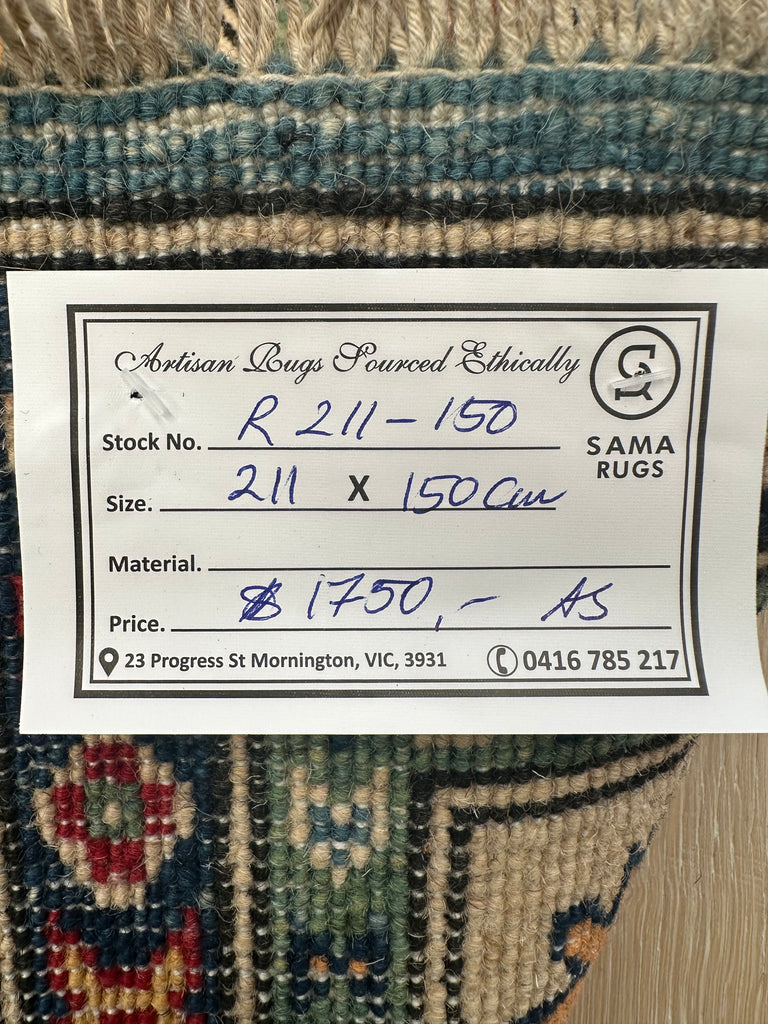 Artisan Rugs Sourced Ethically
SAMA
RUGS
Stock No. R 211-150
Size. 211 X 150 Cm
Material.
Price. $ 1750,- AS
23 Progress St Mornington, VIC, 3931 0416 785 217